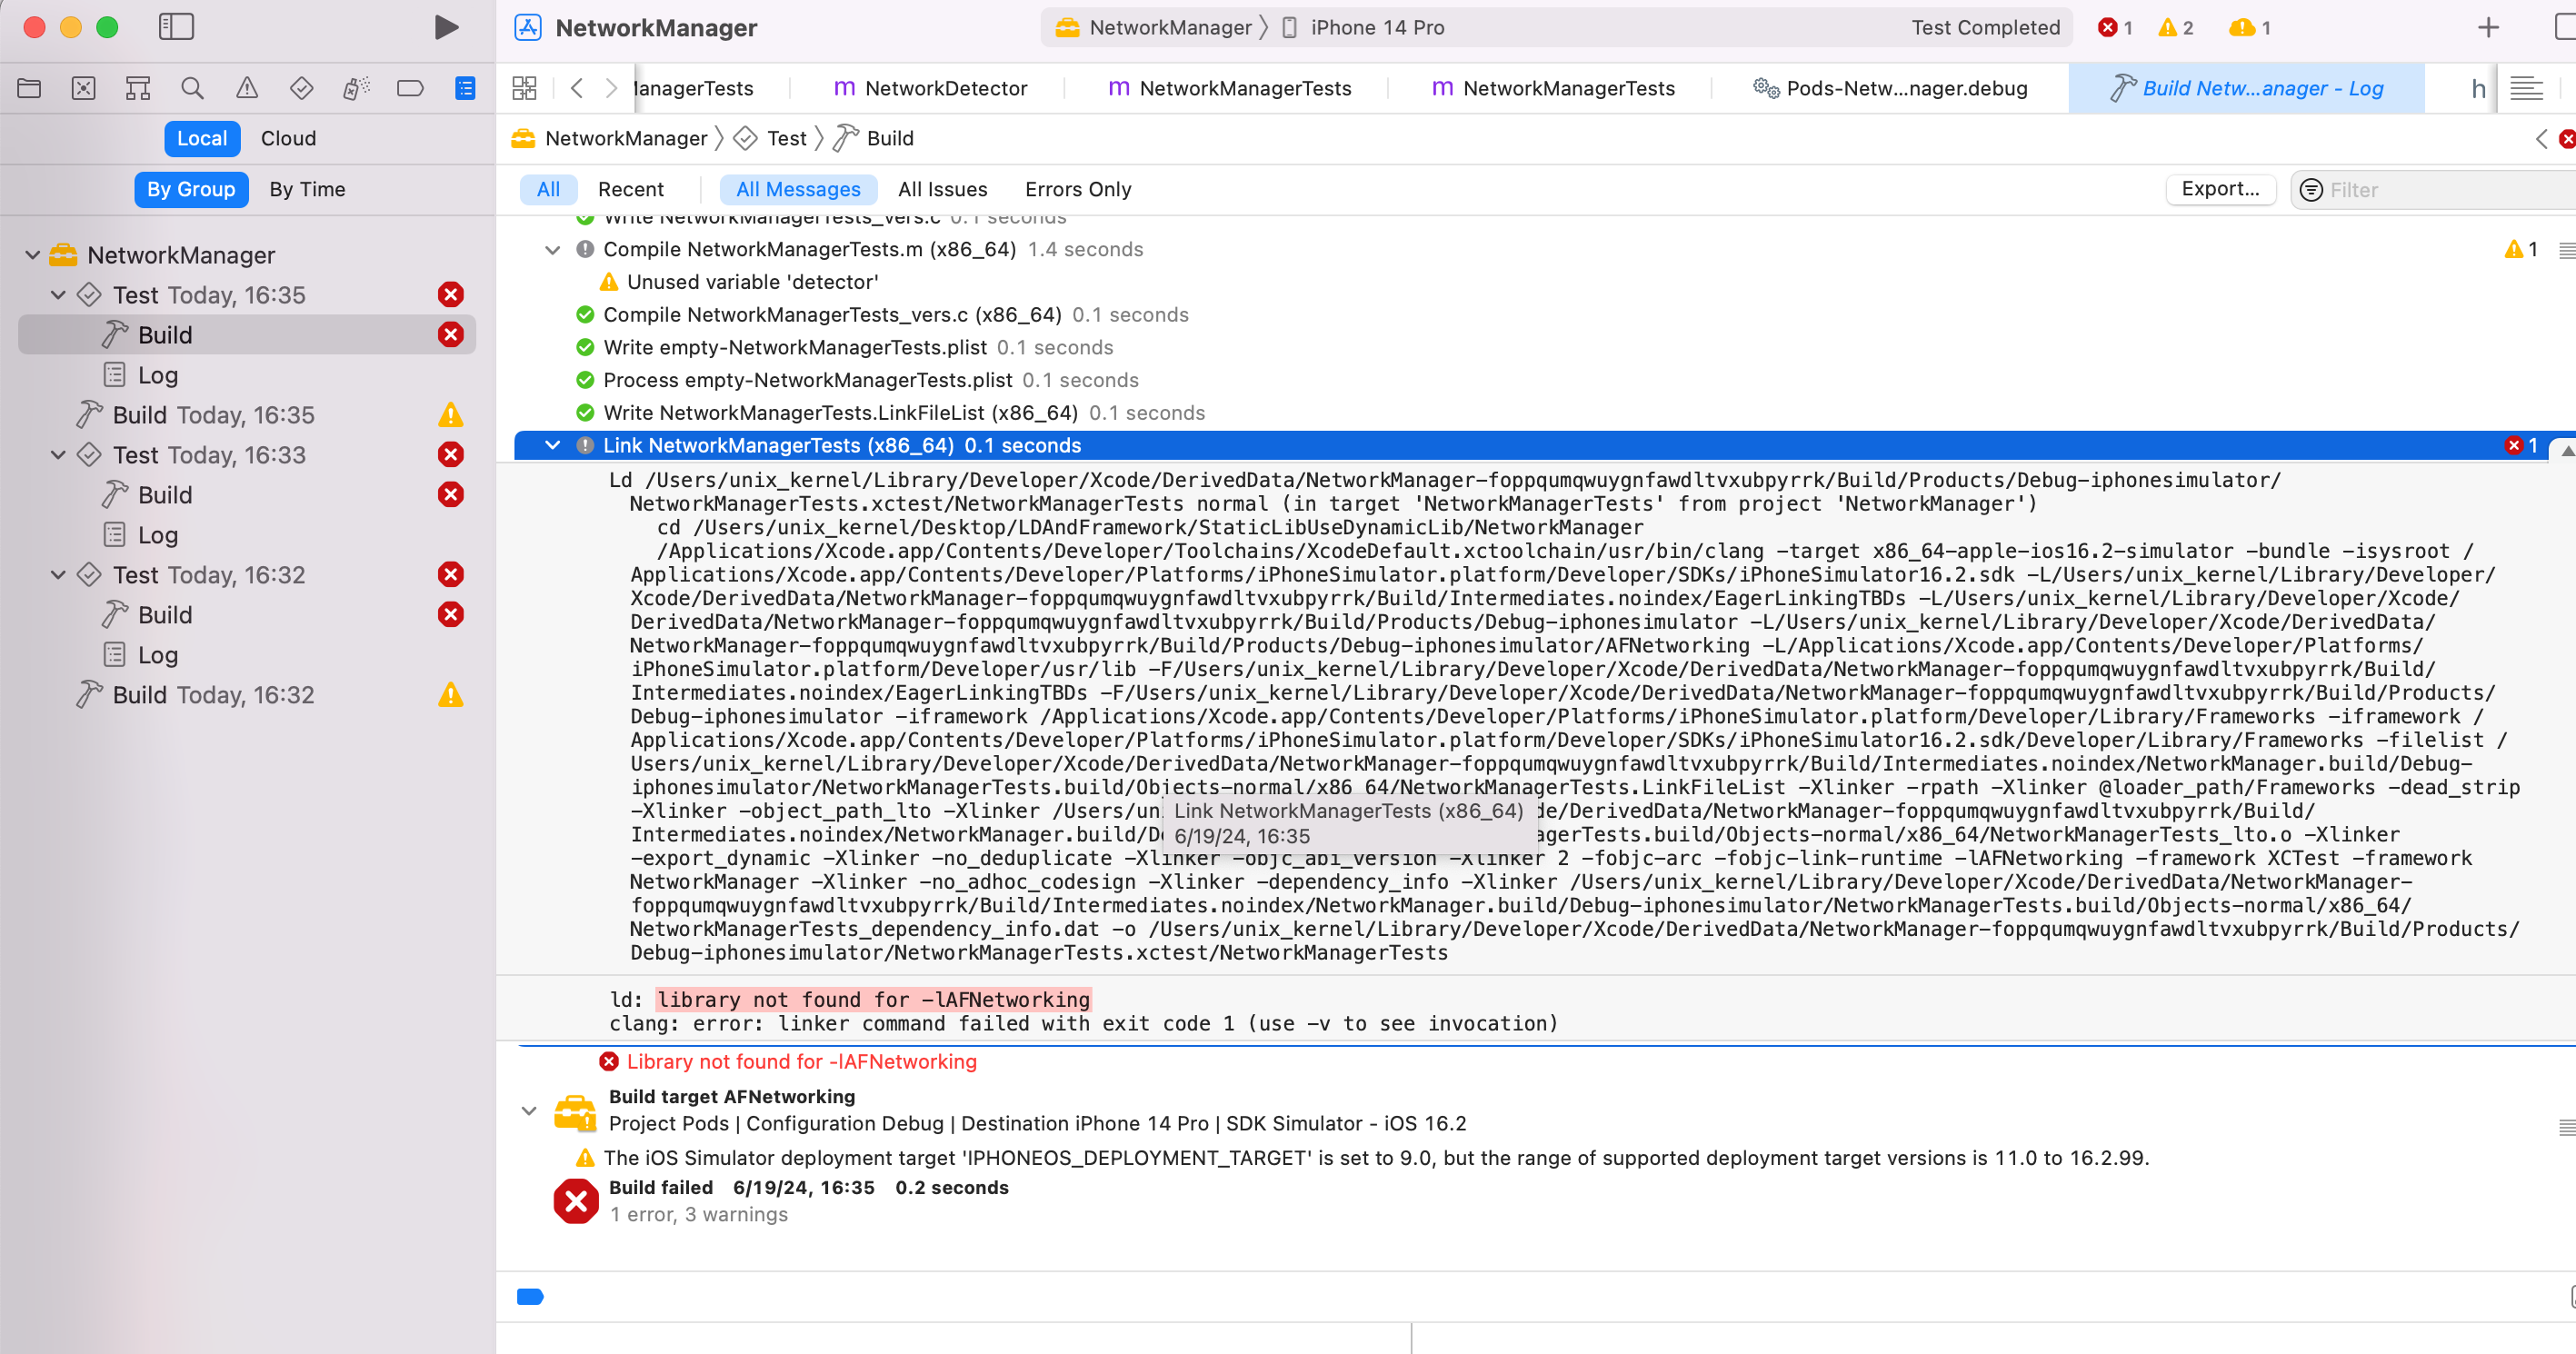 NetworkManager
NetworkManager
iPhone 14 Pro
Test Completed
1
2
1
anagerTests
m NetworkDetector
m NetworkManagerTests
m NetworkManagerTests
Pods-Netw...nager.debug
Build Netw...anager - Log
h
Local
Cloud
By Group
By Time
NetworkManager
Test Today, 16:35
Build
Log
Build Today, 16:35
Test Today, 16:33
Build
Log
Test Today, 16:32
Build
Log
Build Today, 16:32
NetworkManager
Test
Build
All
Recent
All Messages
All Issues
Errors Only
Export...
Filter
Write NetworkManagerTests_vers.c 0.1 seconds
Compile NetworkManagerTests.m (x86_64) 1.4 seconds
1
Unused variable 'detector'
Compile NetworkManagerTests_vers.c (x86_64) 0.1 seconds
Write empty-NetworkManagerTests.plist 0.1 seconds
Process empty-NetworkManagerTests.plist 0.1 seconds
Write NetworkManagerTests.LinkFileList (x86_64) 0.1 seconds
Link NetworkManagerTests (x86_64) 0.1 seconds
1
Ld /Users/unix_kernel/Library/Developer/Xcode/DerivedData/NetworkManager-foppqumqwuygnfawdltvxubpyrrk/Build/Products/Debug-iphonesimulator/
NetworkManagerTests.xctest/NetworkManagerTests normal (in target 'NetworkManagerTests' from project 'NetworkManager')
cd /Users/unix_kernel/Desktop/LDAndFramework/StaticLibUseDynamicLib/NetworkManager
/Applications/Xcode.app/Contents/Developer/Toolchains/XcodeDefault.xctoolchain/usr/bin/clang -target x86_64-apple-ios16.2-simulator -bundle -isysroot /
Applications/Xcode.app/Contents/Developer/Platforms/iPhoneSimulator.platform/Developer/SDKs/iPhoneSimulator16.2.sdk -L/Users/unix_kernel/Library/Developer/
Xcode/DerivedData/NetworkManager-foppqumqwuygnfawdltvxubpyrrk/Build/Intermediates.noindex/EagerLinkingTBDs -L/Users/unix_kernel/Library/Developer/Xcode/
DerivedData/NetworkManager-foppqumqwuygnfawdltvxubpyrrk/Build/Products/Debug-iphonesimulator -L/Users/unix_kernel/Library/Developer/Xcode/DerivedData/
NetworkManager-foppqumqwuygnfawdltvxubpyrrk/Build/Products/Debug-iphonesimulator/AFNetworking -L/Applications/Xcode.app/Contents/Developer/Platforms/
iPhoneSimulator.platform/Developer/usr/lib -F/Users/unix_kernel/Library/Developer/Xcode/DerivedData/NetworkManager-foppqumqwuygnfawdltvxubpyrrk/Build/
Intermediates.noindex/EagerLinkingTBDs -F/Users/unix_kernel/Library/Developer/Xcode/DerivedData/NetworkManager-foppqumqwuygnfawdltvxubpyrrk/Build/Products/
Debug-iphonesimulator -iframework /Applications/Xcode.app/Contents/Developer/Platforms/iPhoneSimulator.platform/Developer/Library/Frameworks -iframework /
Applications/Xcode.app/Contents/Developer/Platforms/iPhoneSimulator.platform/Developer/SDKs/iPhoneSimulator16.2.sdk/Developer/Library/Frameworks -filelist /
Users/unix_kernel/Library/Developer/Xcode/DerivedData/NetworkManager-foppqumqwuygnfawdltvxubpyrrk/Build/Intermediates.noindex/NetworkManager.build/Debug-
iphonesimulator/NetworkManagerTests.build/Objects-normal/x86_64/NetworkManagerTests.LinkFileList -Xlinker -rpath -Xlinker @loader_path/Frameworks -dead_strip
-Xlinker -object_path_lto -Xlinker /Users/un
de/DerivedData/NetworkManager-foppqumqwuygnfawdltvxubpyrrk/Build/
Link NetworkManagerTests (x86_64)
6/19/24, 16:35
Intermediates.noindex/NetworkManager.build/De
agerTests.build/Objects-normal/x86_64/NetworkManagerTests_lto.o -Xlinker
-export_dynamic -Xlinker -no_deduplicate -Xlinker -objc_abi_version -Xlinker 2 -fobjc-arc -fobjc-link-runtime -lAFNetworking -framework XCTest -framework
NetworkManager -Xlinker -no_adhoc_codesign -Xlinker -dependency_info -Xlinker /Users/unix_kernel/Library/Developer/Xcode/DerivedData/NetworkManager-
foppqumqwuygnfawdltvxubpyrrk/Build/Intermediates.noindex/NetworkManager.build/Debug-iphonesimulator/NetworkManagerTests.build/Objects-normal/x86_64/
NetworkManagerTests_dependency_info.dat -o /Users/unix_kernel/Library/Developer/Xcode/DerivedData/NetworkManager-foppqumqwuygnfawdltvxubpyrrk/Build/Products/
Debug-iphonesimulator/NetworkManagerTests.xctest/NetworkManagerTests
ld: library not found for -lAFNetworking
clang: error: linker command failed with exit code 1 (use -v to see invocation)
Library not found for -lAFNetworking
Build target AFNetworking
Project Pods | Configuration Debug | Destination iPhone 14 Pro | SDK Simulator - iOS 16.2
The iOS Simulator deployment target 'IPHONEOS_DEPLOYMENT_TARGET' is set to 9.0, but the range of supported deployment target versions is 11.0 to 16.2.99.
Build failed 6/19/24, 16:35 0.2 seconds
1 error, 3 warnings